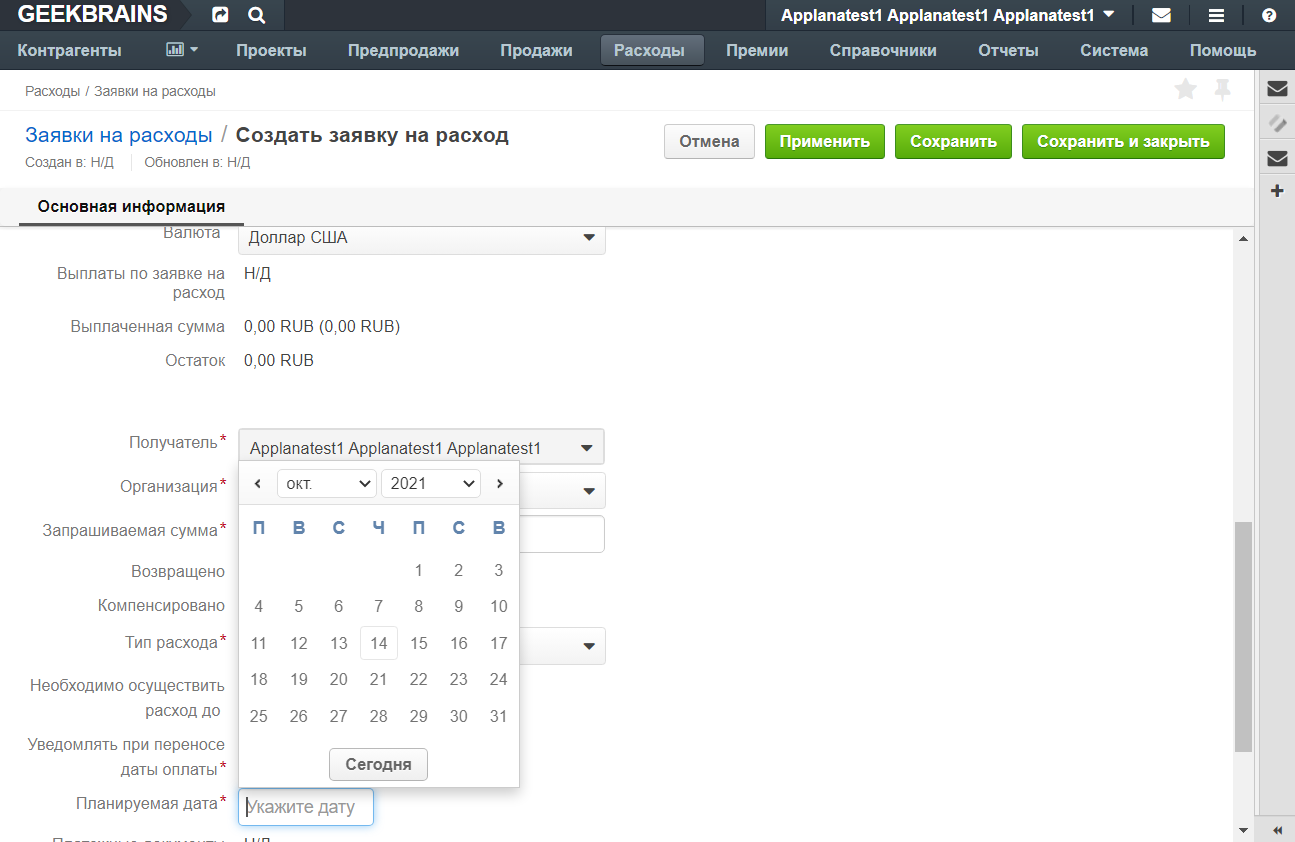 GEEKBRAINS
Applanatest1 Applanatest1 Applanatest1
Контрагенты Проекты Предпродажи Продажи Расходы Премии Справочники Отчеты Система Помощь
Расходы / Заявки на расходы
Заявки на расходы / Создать заявку на расход
Создан в: Н/Д Обновлен в: Н/Д
Отмена Применить Сохранить Сохранить и закрыть
Основная информация
Валюта Доллар США
Выплаты по заявке на Н/Д
расход
Выплаченная сумма 0,00 RUB (0,00 RUB)
Остаток 0,00 RUB
Получатель* Applanatest1 Applanatest1 Applanatest1
окт. 2021
Организация*
П В С Ч П С В
Запрашиваемая сумма*
1 2 3
Возвращено
4 5 6 7 8 9 10
Компенсировано
11 12 13 14 15 16 17
Тип расхода*
18 19 20 21 22 23 24
Необходимо осуществить
расход до
25 26 27 28 29 30 31
Уведомлять при переносе
даты оплаты*
Сегодня
Планируемая дата* Укажите дату
Платежные документы Н/Д